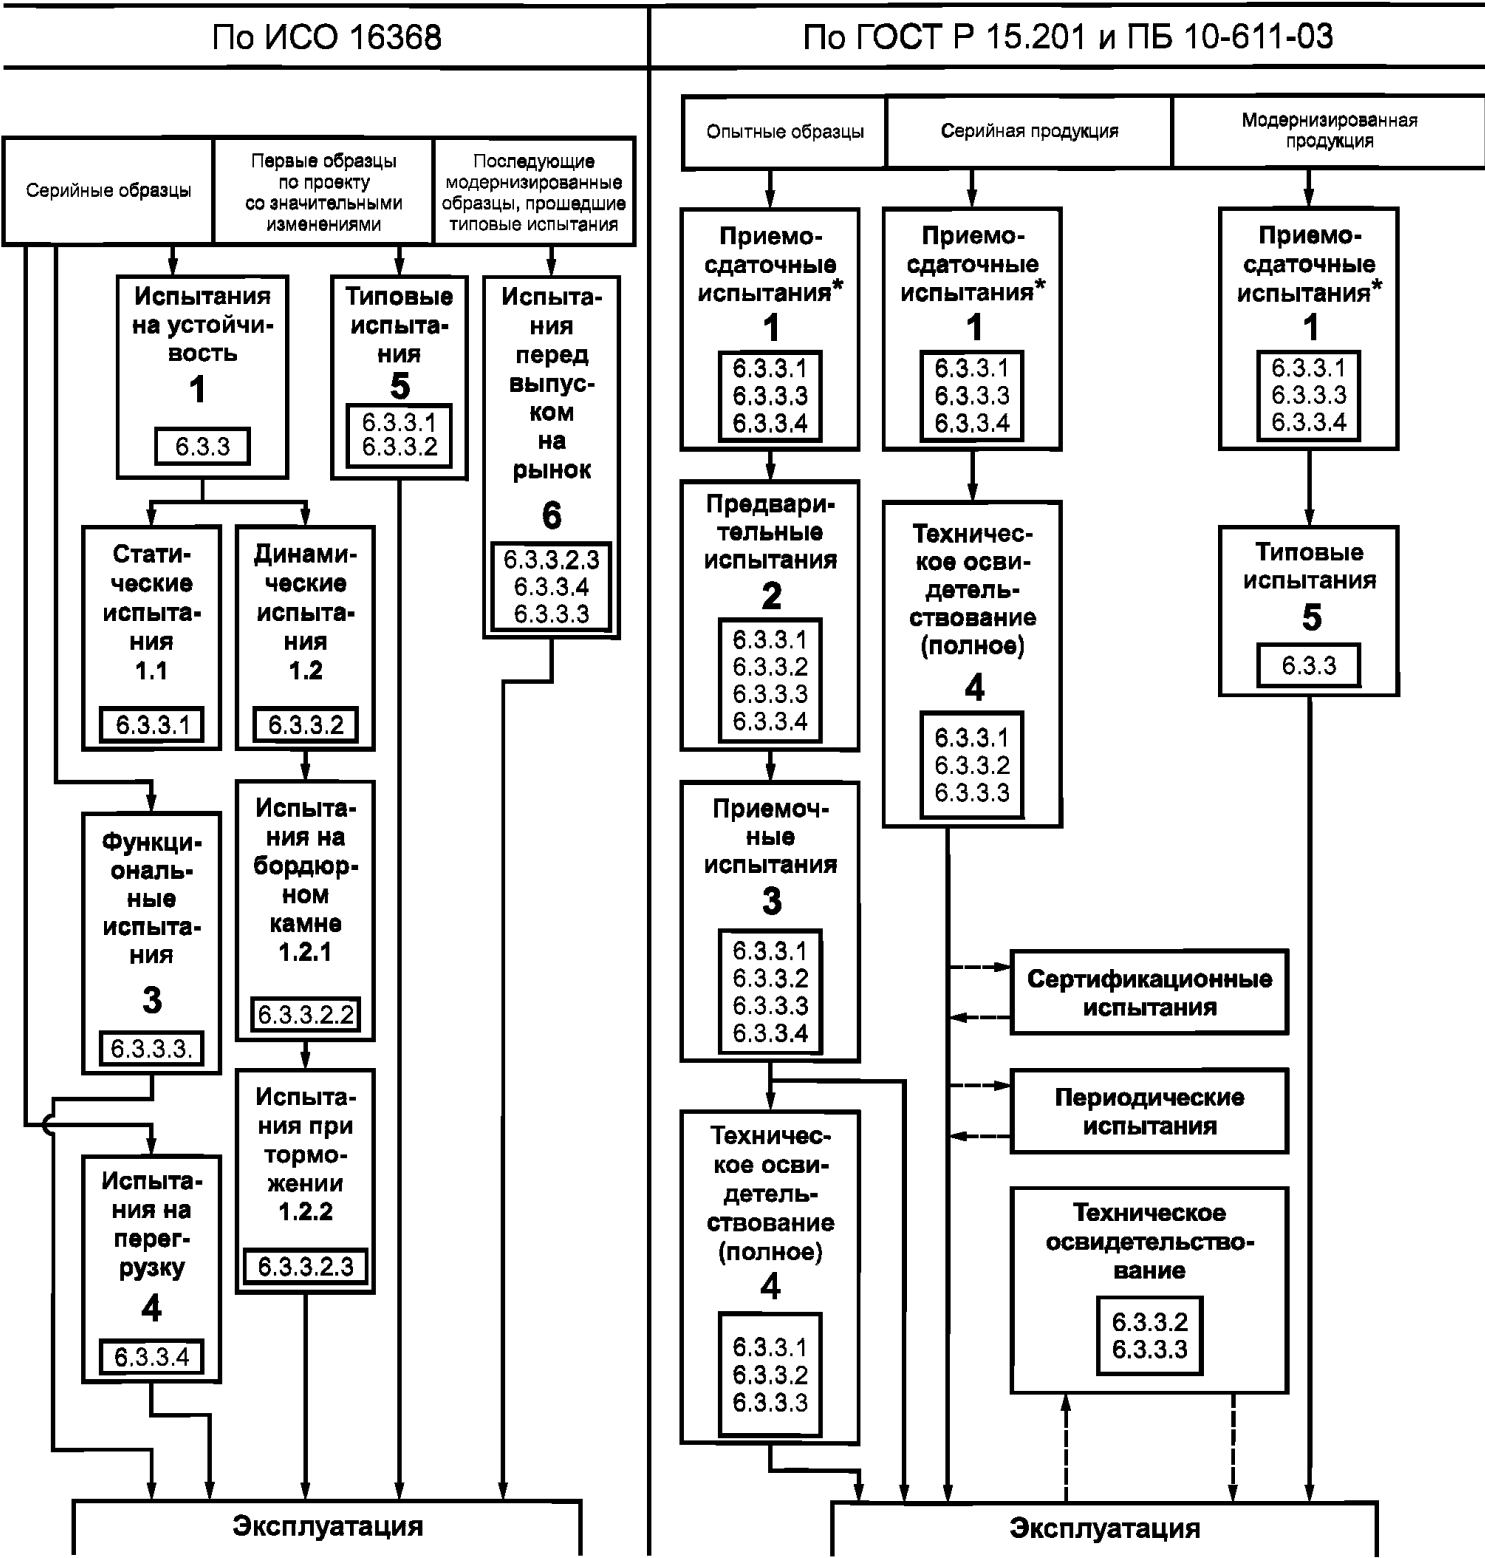 По ИСО 16368
По ГОСТ Р 15.201 и ПБ 10-611-03
Серийные образцы
Первые образцы
по проекту
со значительными
изменениями
Последующие
модернизированные
образцы, прошедшие
типовые испытания
Испытания
на устойчи-
вость
1
6.3.3
Типовые
испыта-
ния
5
6.3.3.1
6.3.3.2
Испыта-
ния
перед
выпус-
ком
на
рынок
6
6.3.3.2.3
6.3.3.4
6.3.3.3
Стати-
ческие
испыта-
ния
1.1
6.3.3.1
Динами-
ческие
испыта-
ния
1.2
6.3.3.2
Функци-
ональ-
ные
испыта-
ния
3
6.3.3.3.
Испыта-
ния на
бордюр-
ном
камне
1.2.1
6.3.3.2.2
Испыта-
ния на
перег-
рузку
4
6.3.3.4
Испыта-
ния при
тормо-
жении
1.2.2
6.3.3.2.3
Эксплуатация
Опытные образцы
Серийная продукция
Модернизированная
продукция
Приемо-
сдаточные
испытания*
1
6.3.3.1
6.3.3.3
6.3.3.4
Предвари-
тельные
испытания
2
6.3.3.1
6.3.3.2
6.3.3.3
6.3.3.4
Приемоч-
ные
испытания
3
6.3.3.1
6.3.3.2
6.3.3.3
6.3.3.4
Техничес-
кое осви-
детель-
ствование
(полное)
4
6.3.3.1
6.3.3.2
6.3.3.3
Приемо-
сдаточные
испытания*
1
6.3.3.1
6.3.3.3
6.3.3.4
Техничес-
кое осви-
детель-
ствование
(полное)
4
6.3.3.1
6.3.3.2
6.3.3.3
Приемо-
сдаточные
испытания*
1
6.3.3.1
6.3.3.3
6.3.3.4
Типовые
испытания
5
6.3.3
Сертификационные
испытания
Периодические
испытания
Техническое
освидетельство-
вание
6.3.3.2
6.3.3.3
Эксплуатация